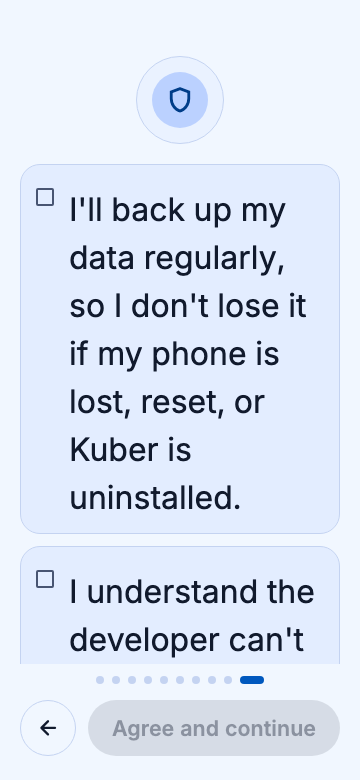 I'll back up my
data regularly,
so I don't lose it
if my phone is
lost, reset, or
Kuber is
uninstalled.
I understand the
developer can't
Agree and continue